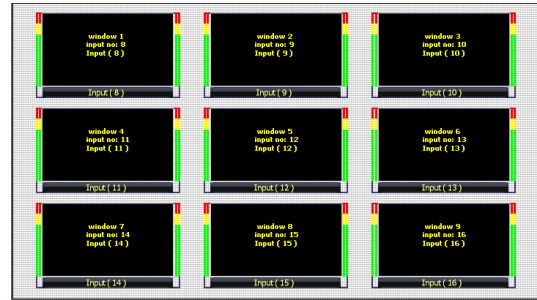 window 1
input no: 8
Input ( 8 )
Input ( 8 )
window 2
input no: 9
Input ( 9 )
Input ( 9 )
window 3
input no: 10
Input ( 10 )
Input ( 10 )
window 4
input no: 11
Input ( 11 )
Input ( 11 )
window 5
input no: 12
Input ( 12 )
Input ( 12 )
window 6
input no: 13
Input ( 13 )
Input ( 13 )
window 7
input no: 14
Input ( 14 )
Input ( 14 )
window 8
input no: 15
Input ( 15 )
Input ( 15 )
window 9
input no: 16
Input ( 16 )
Input ( 16 )